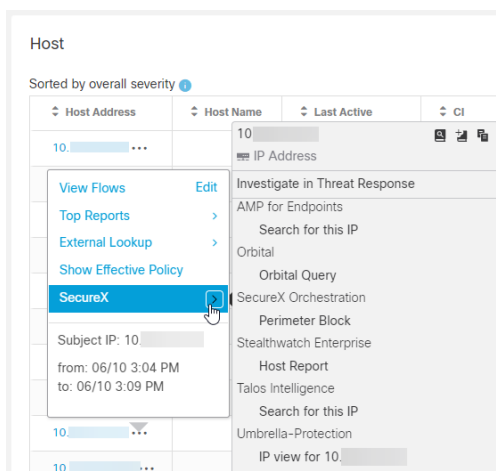 Host
Sorted by overall severity
Host Address
Host Name
Last Active
CI
10.
...
View Flows
Edit
Top Reports
External Lookup
Show Effective Policy
SecureX
Subject IP: 10.
from: 06/10 3:04 PM
to: 06/10 3:09 PM
10
IP Address
Investigate in Threat Response
AMP for Endpoints
Search for this IP
Orbital
Orbital Query
SecureX Orchestration
Perimeter Block
Stealthwatch Enterprise
Host Report
Talos Intelligence
Search for this IP
Umbrella-Protection
IP view for 10.
10.
...
10
...